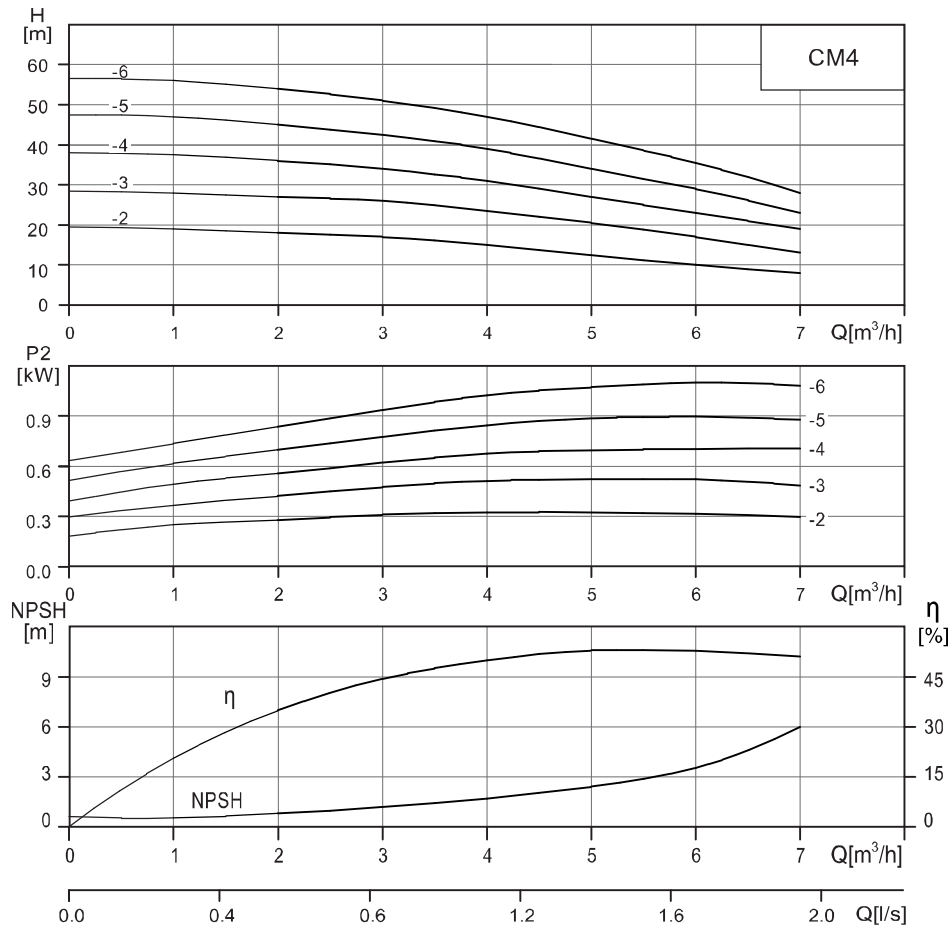 H
[m]
CM4
60
50
40
30
20
10
0
-6
-5
-4
-3
-2
0 1 2 3 4 5 6 7 Q[m³/h]
P2
[kW]
0.9
0.6
0.3
0.0
-6
-5
-4
-3
-2
0 1 2 3 4 5 6 7 Q[m³/h]
NPSH
[m]
η
[%]
9
6
3
0
45
30
15
0
η
NPSH
0 1 2 3 4 5 6 7 Q[m³/h]
0.0 0.4 0.6 1.2 1.6 2.0 Q[l/s]